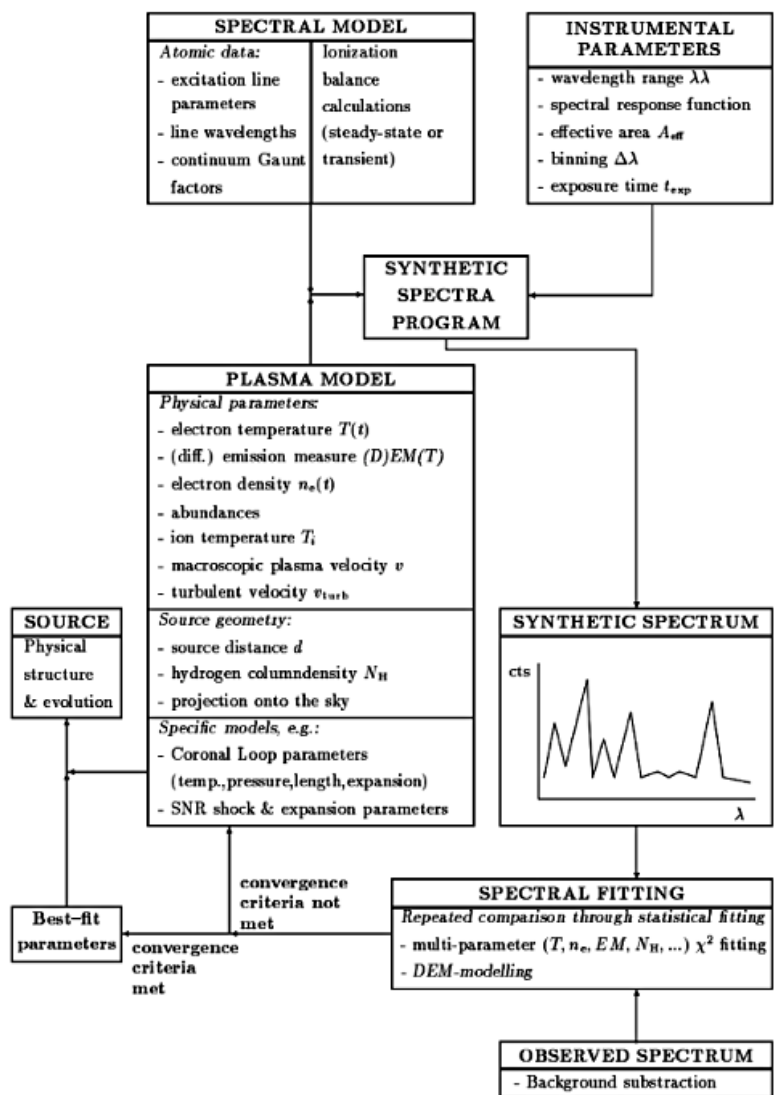 SPECTRAL MODEL
Atomic data:
- excitation line
parameters
- line wavelengths
- continuum Gaunt
factors
Ionization
balance
calculations
(steady-state or
transient)
INSTRUMENTAL
PARAMETERS
- wavelength range λλ
- spectral response function
- effective area A_eff
- binning Δλ
- exposure time t_exp
SYNTHETIC
SPECTRA
PROGRAM
PLASMA MODEL
Physical parameters:
- electron temperature T(t)
- (diff.) emission measure (D)EM(T)
- electron density n_e(t)
- abundances
- ion temperature T_i
- macroscopic plasma velocity v
- turbulent velocity v_turb
Source geometry:
- source distance d
- hydrogen columndensity N_H
- projection onto the sky
Specific models, e.g.:
- Coronal Loop parameters
(temp.,pressure,length,expansion)
- SNR shock & expansion parameters
SOURCE
Physical
structure
& evolution
SYNTHETIC SPECTRUM
cts
λ
convergence
criteria not
met
Best–fit
parameters
convergence
criteria
met
SPECTRAL FITTING
Repeated comparison through statistical fitting
- multi-parameter (T, n_e, EM, N_H, ...) χ² fitting
- DEM-modelling
OBSERVED SPECTRUM
- Background substraction